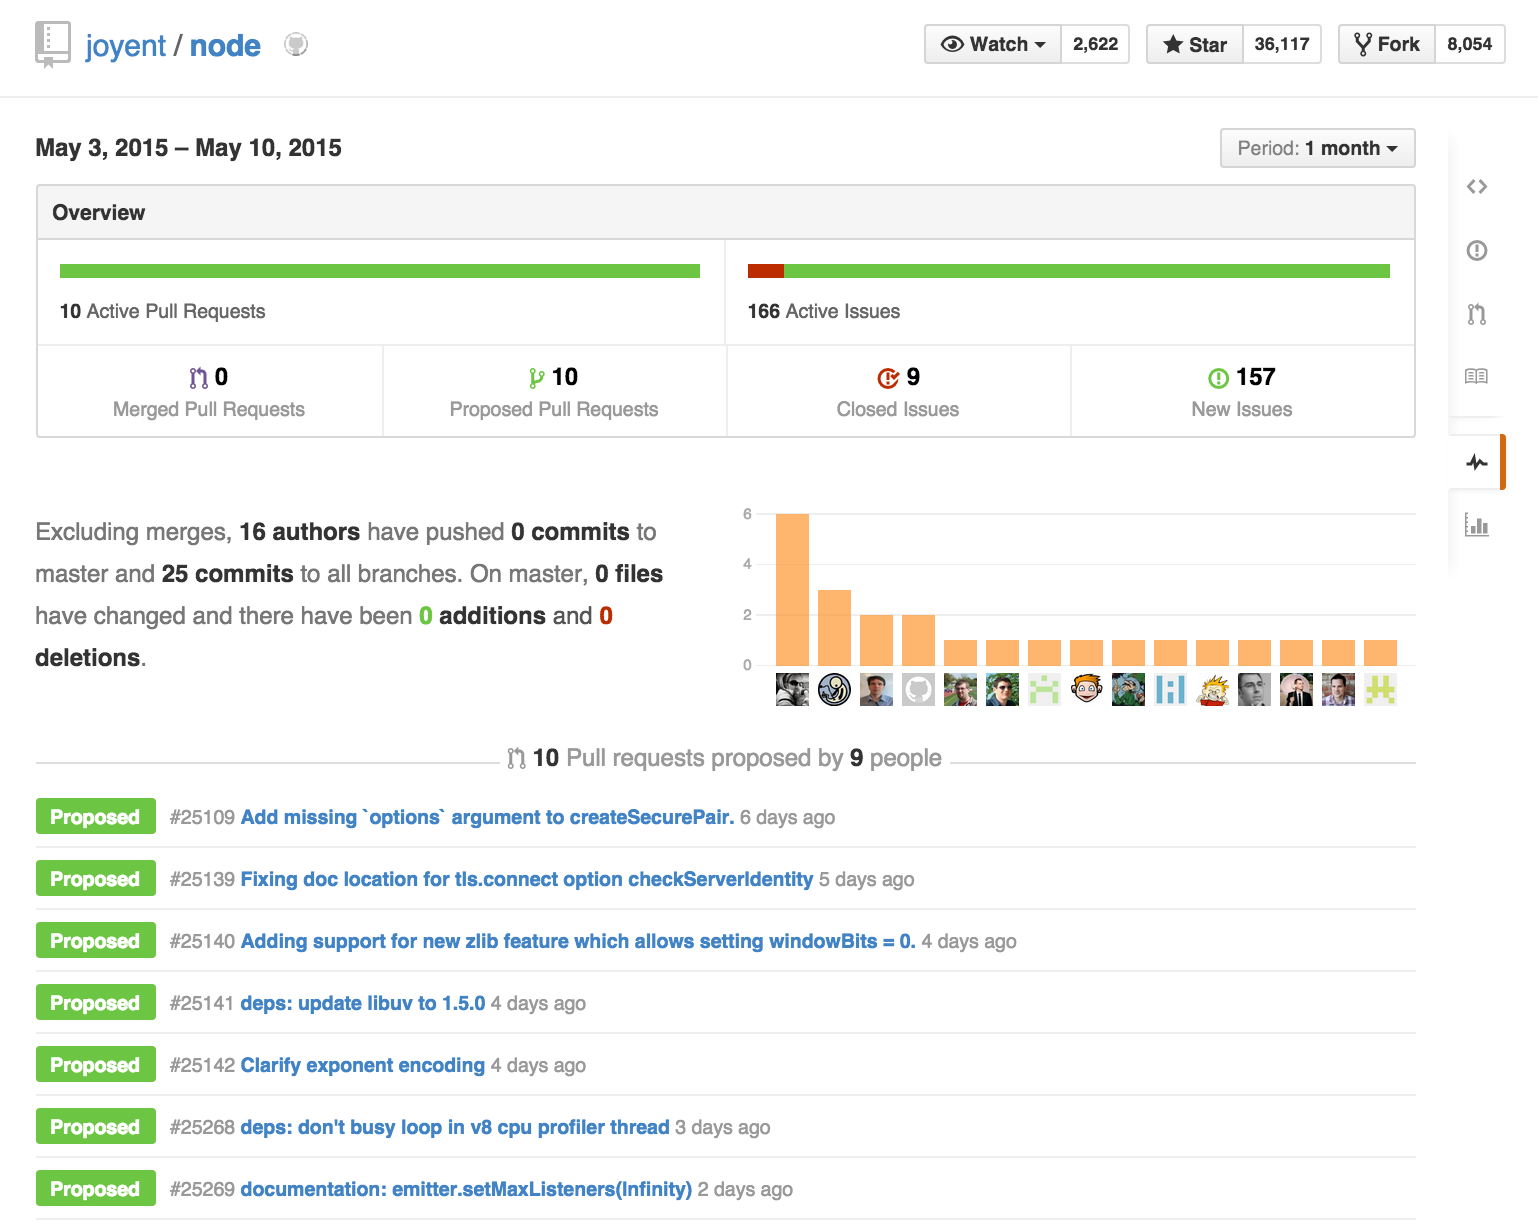 joyent / node
Watch 2,622
Star 36,117
Fork 8,054
May 3, 2015 – May 10, 2015
Period: 1 month
Overview
10 Active Pull Requests
166 Active Issues
0
Merged Pull Requests
10
Proposed Pull Requests
9
Closed Issues
157
New Issues
Excluding merges, 16 authors have pushed 0 commits to
master and 25 commits to all branches. On master, 0 files
have changed and there have been 0 additions and 0
deletions.
6
4
2
0
10 Pull requests proposed by 9 people
Proposed #25109 Add missing `options` argument to createSecurePair. 6 days ago
Proposed #25139 Fixing doc location for tls.connect option checkServerIdentity 5 days ago
Proposed #25140 Adding support for new zlib feature which allows setting windowBits = 0. 4 days ago
Proposed #25141 deps: update libuv to 1.5.0 4 days ago
Proposed #25142 Clarify exponent encoding 4 days ago
Proposed #25268 deps: don't busy loop in v8 cpu profiler thread 3 days ago
Proposed #25269 documentation: emitter.setMaxListeners(Infinity) 2 days ago